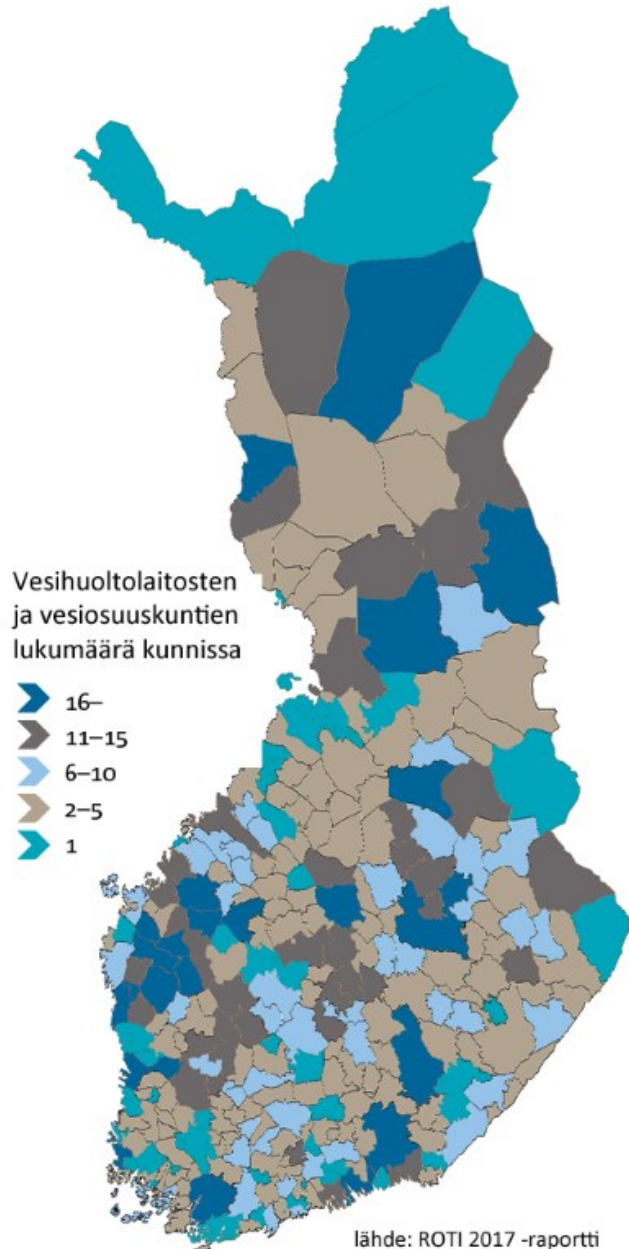 Vesihuoltolaitosten
ja vesiosuuskuntien
lukumäärä kunnissa
16–
11–15
6–10
2–5
1
lähde: ROTI 2017 -raportti